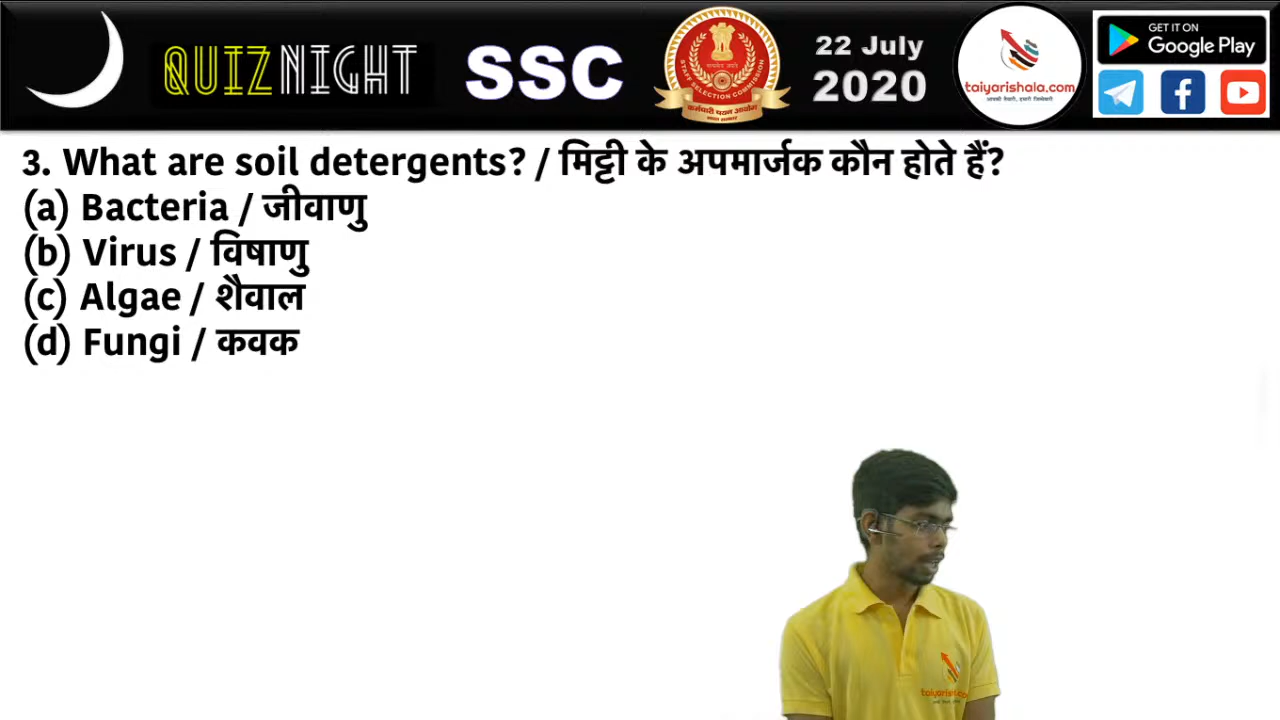 QUIZ NIGHT
SSC
22 July
2020
taiyarishala.com
GET IT ON
Google Play
3. What are soil detergents? / मिट्टी के अपमार्जक कौन होते हैं?
(a) Bacteria / जीवाणु
(b) Virus / विषाणु
(c) Algae / शैवाल
(d) Fungi / कवक